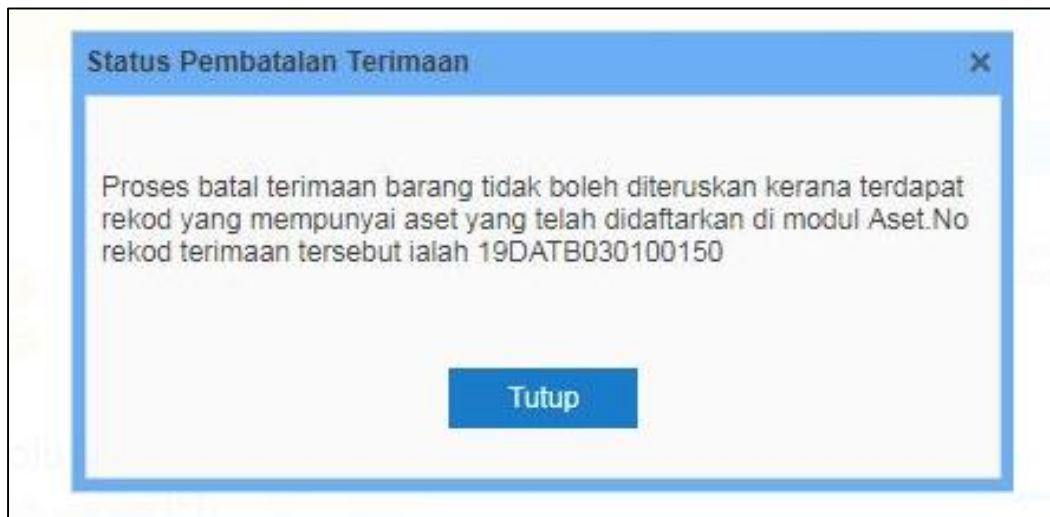 Status Pembatalan Terimaan
Proses batal terimaan barang tidak boleh diteruskan kerana terdapat
rekod yang mempunyai aset yang telah didaftarkan di modul Aset.No
rekod terimaan tersebut ialah 19DATB030100150
Tutup